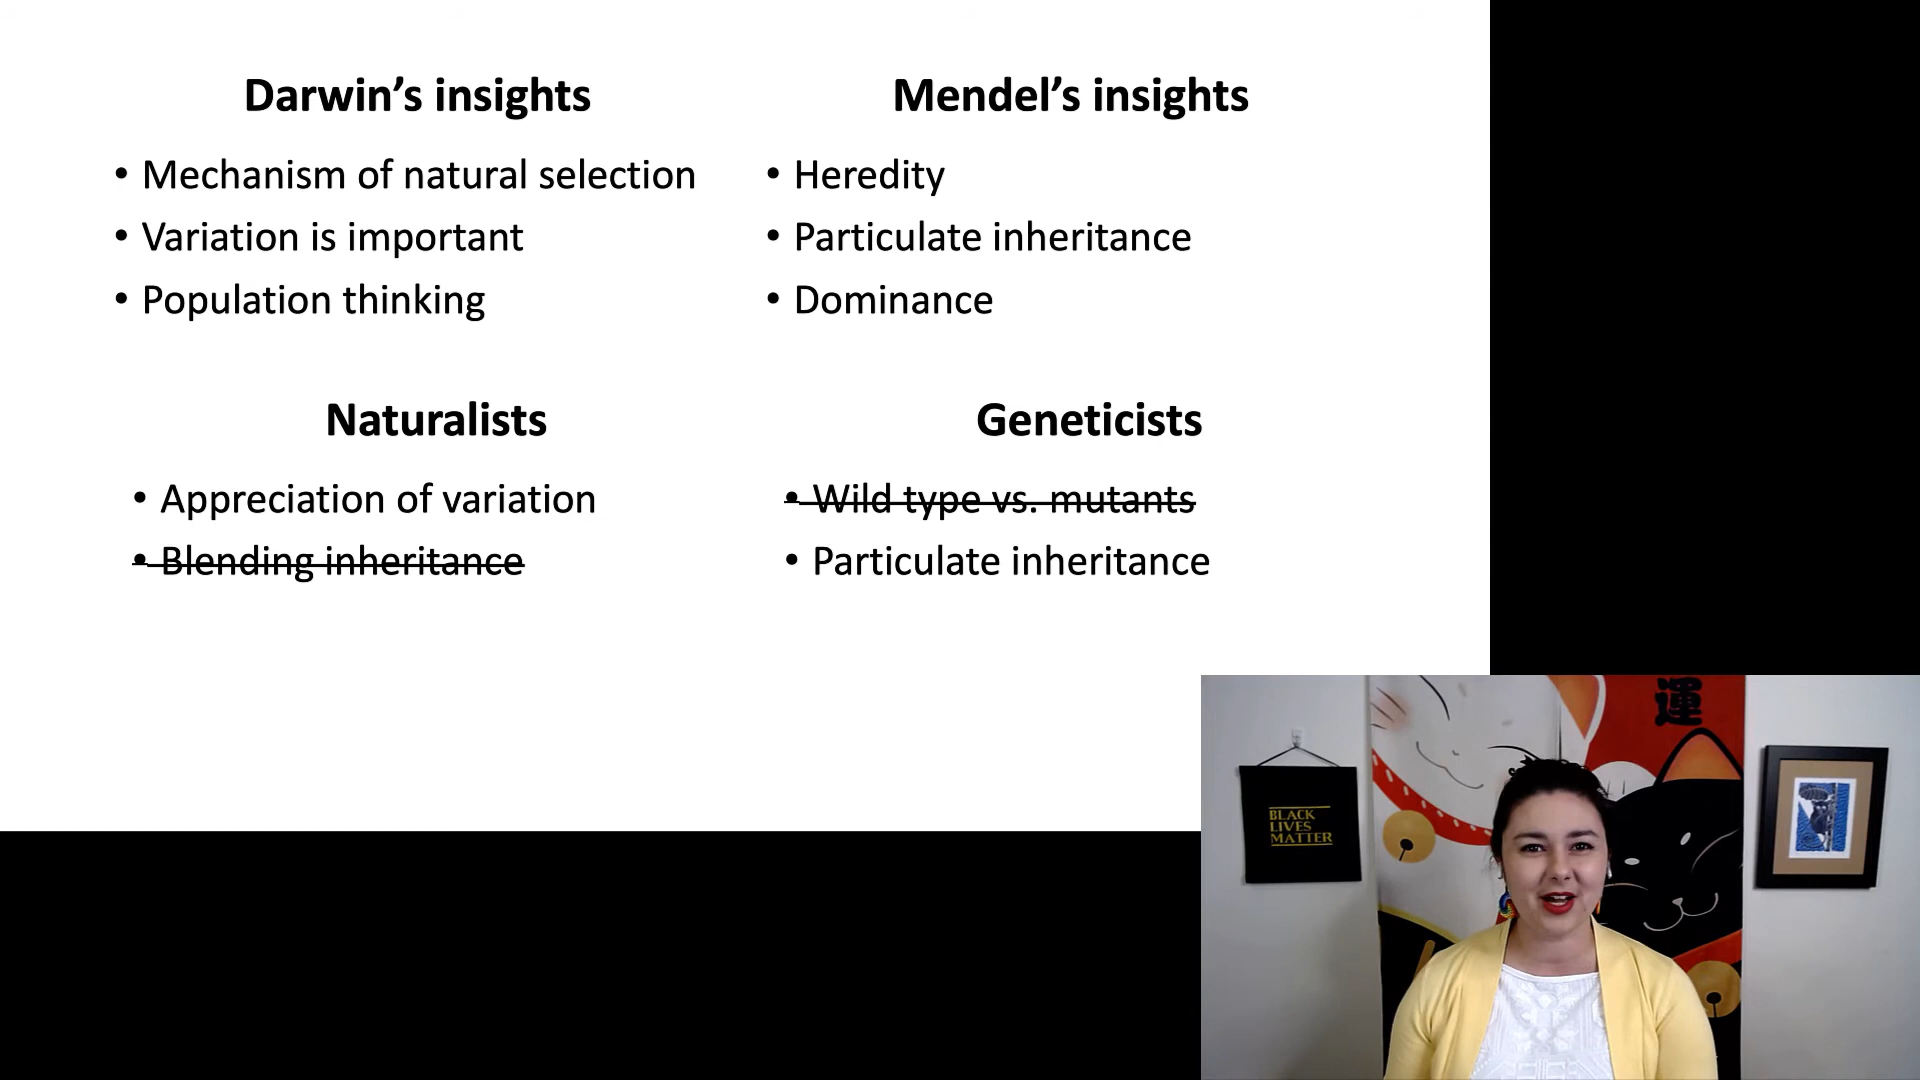 Darwin’s insights
• Mechanism of natural selection
• Variation is important
• Population thinking
Mendel’s insights
• Heredity
• Particulate inheritance
• Dominance
Naturalists
• Appreciation of variation
• Blending inheritance
Geneticists
• Wild type vs. mutants
• Particulate inheritance
運
BLACK
LIVES
MATTER